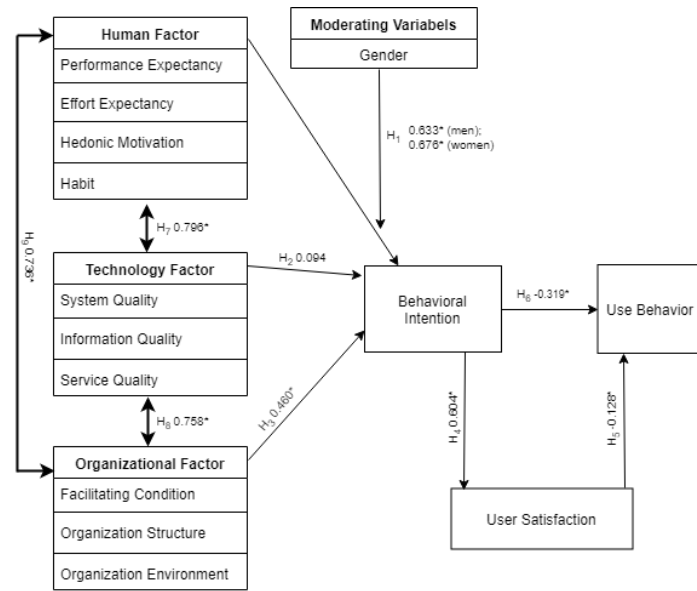 Human Factor
Performance Expectancy
Effort Expectancy
Hedonic Motivation
Habit
Moderating Variabels
Gender
H₁ 0.633* (men);
0.676* (women)
H₉ 0.736*
H₇ 0.796*
Technology Factor
System Quality
Information Quality
Service Quality
H₂ 0.094
Behavioral
Intention
H₆ -0.319*
Use Behavior
H₈ 0.758*
H₃ 0.460*
H₄ 0.604*
H₅ -0.128*
Organizational Factor
Facilitating Condition
Organization Structure
Organization Environment
User Satisfaction